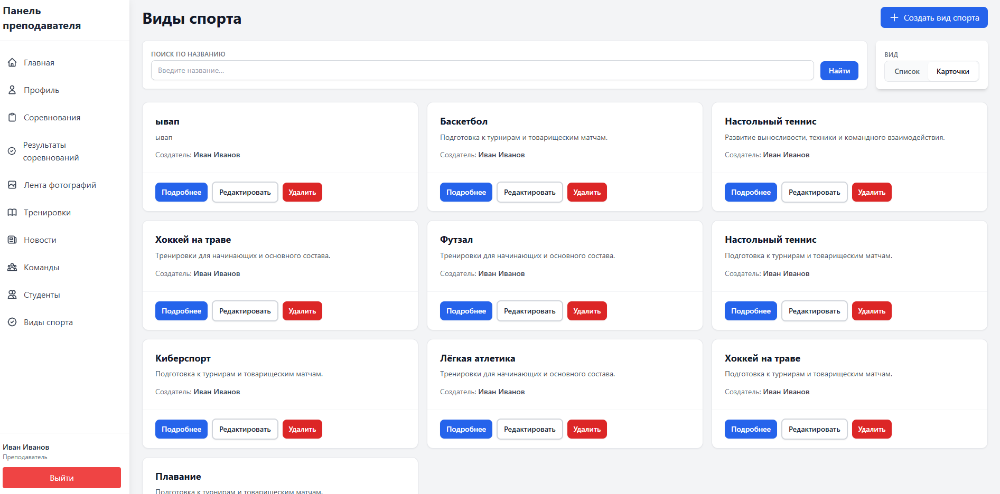 Панель
преподавателя
Главная
Профиль
Соревнования
Результаты
соревнований
Лента фотографий
Тренировки
Новости
Команды
Студенты
Виды спорта
Иван Иванов
Преподаватель
Выйти
Виды спорта
Создать вид спорта
ПОИСК ПО НАЗВАНИЮ
Введите название...
Найти
ВИД
Список Карточки
ывап
ывап
Создатель: Иван Иванов
Подробнее Редактировать Удалить
Баскетбол
Подготовка к турнирам и товарищеским матчам.
Создатель: Иван Иванов
Подробнее Редактировать Удалить
Настольный теннис
Развитие выносливости, техники и командного взаимодействия.
Создатель: Иван Иванов
Подробнее Редактировать Удалить
Хоккей на траве
Тренировки для начинающих и основного состава.
Создатель: Иван Иванов
Подробнее Редактировать Удалить
Футзал
Тренировки для начинающих и основного состава.
Создатель: Иван Иванов
Подробнее Редактировать Удалить
Настольный теннис
Подготовка к турнирам и товарищеским матчам.
Создатель: Иван Иванов
Подробнее Редактировать Удалить
Киберспорт
Подготовка к турнирам и товарищеским матчам.
Создатель: Иван Иванов
Подробнее Редактировать Удалить
Лёгкая атлетика
Тренировки для начинающих и основного состава.
Создатель: Иван Иванов
Подробнее Редактировать Удалить
Хоккей на траве
Подготовка к турнирам и товарищеским матчам.
Создатель: Иван Иванов
Подробнее Редактировать Удалить
Плавание
Подготовка к турнирам и товарищеским матчам.